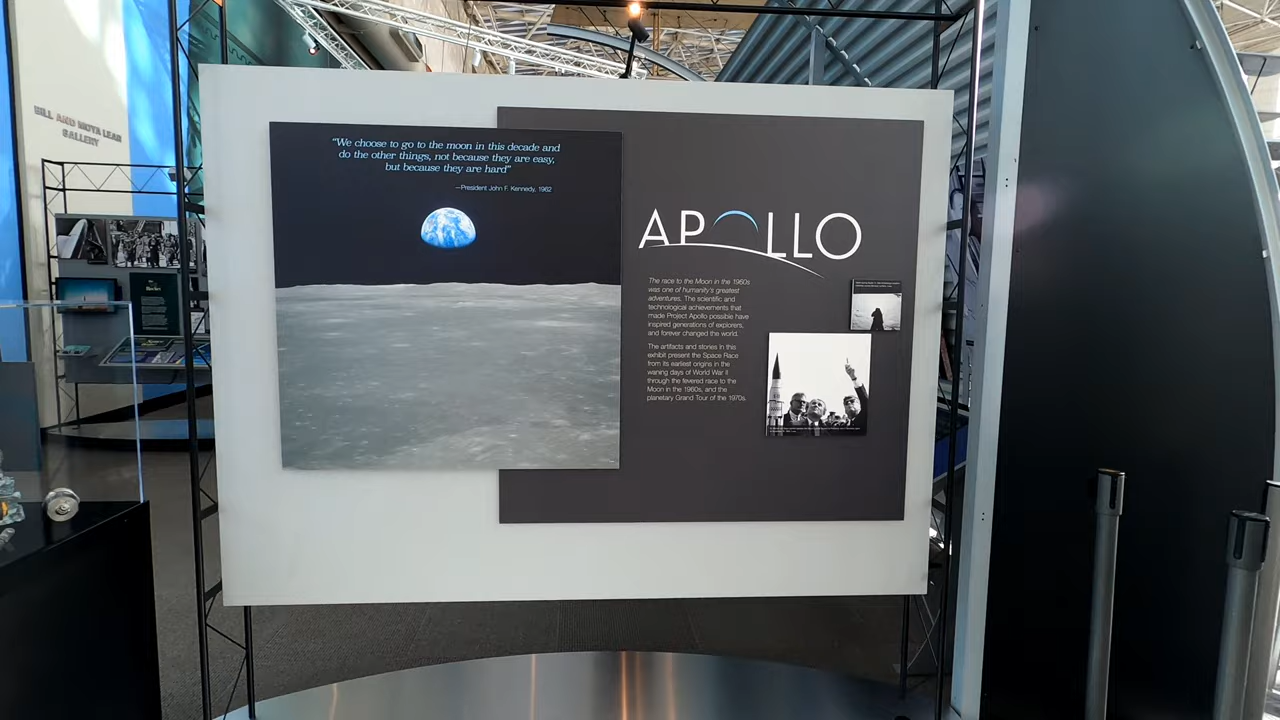 BILL AND MOYA LEAR
GALLERY
"We choose to go to the moon in this decade and
do the other things, not because they are easy,
but because they are hard"
–President John F. Kennedy, 1962
APOLLO
The race to the Moon in the 1960s
was one of humanity's greatest
adventures. The scientific and
technological achievements that
made Project Apollo possible have
inspired generations of explorers,
and forever changed the world.
The artifacts and stories in this
exhibit present the Space Race
from its earliest origins in the
waning days of World War II
through the fevered race to the
Moon in the 1960s, and the
planetary Grand Tour of the 1970s.